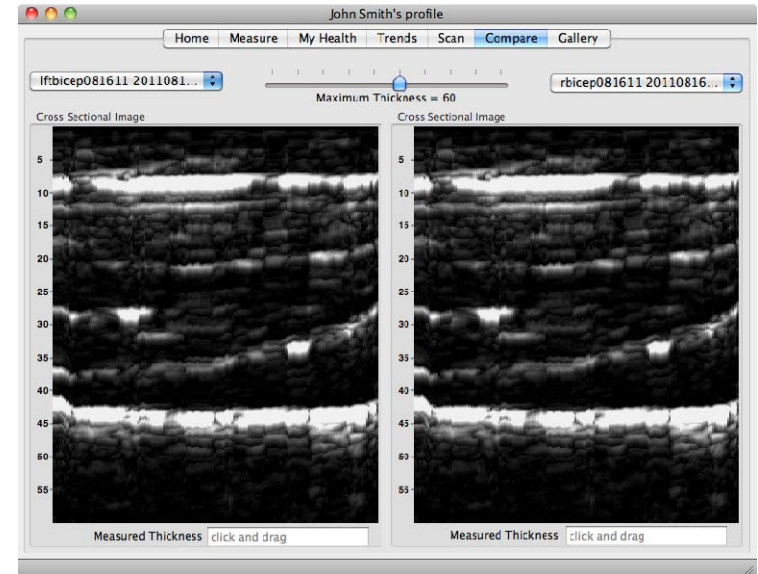 John Smith's profile
Home Measure My Health Trends Scan Compare Gallery
lftbicep081611 2011081...
Maximum Thickness = 60
rbicep081611 20110816...
Cross Sectional Image
Cross Sectional Image
5
10
15
20
25
30
35
40
45
50
55
5
10
15
20
25
30
35
40
45
50
55
Measured Thickness click and drag
Measured Thickness click and drag